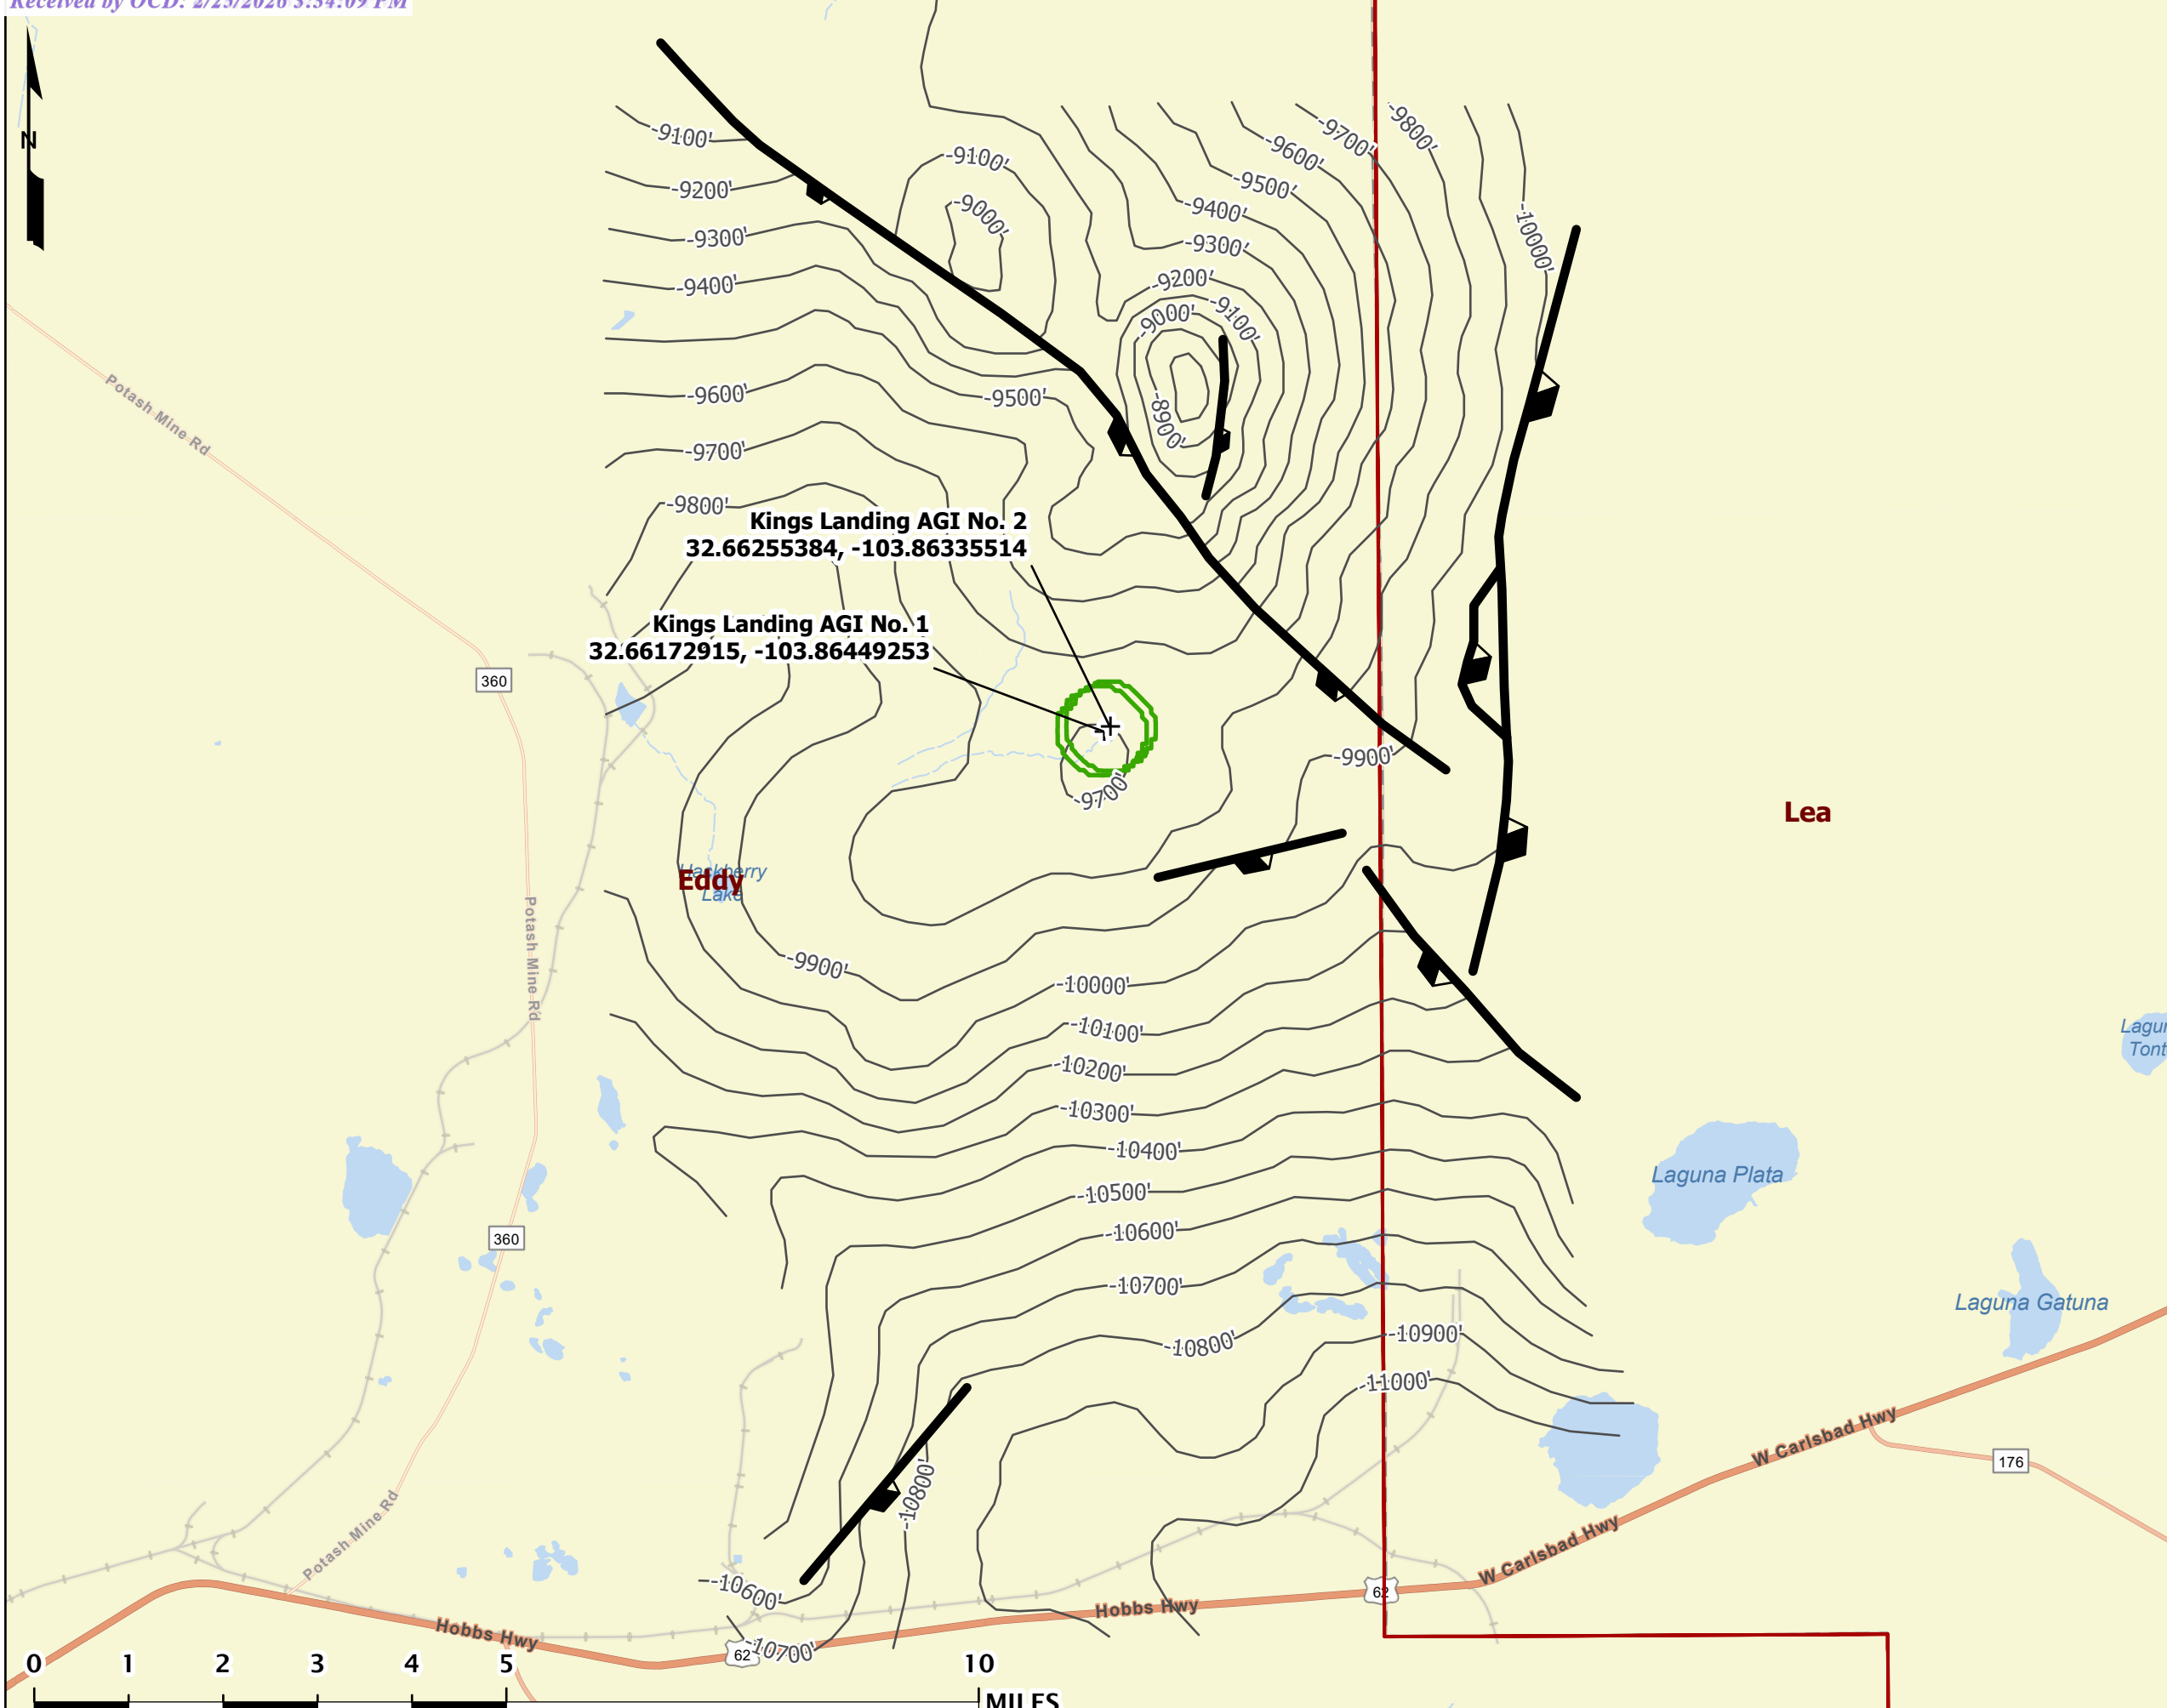 Received by OCD: 2/25/2026 3:54:09 PM
N
-9100'
-9200'
-9300'
-9400'
-9600'
-9700'
-9800'
-9100'
-9000'
-9500'
-9800'
-9700'
-9600'
-9500'
-9400'
-9300'
-9200'
-9100'
-9000'
-8900'
-10000'
Potash Mine Rd
Kings Landing AGI No. 2
32.66255384, -103.86335514
Kings Landing AGI No. 1
32.66172915, -103.86449253
360
-9700'
-9900'
Lea
Hackberry
Lake
Eddy
Potash Mine Rd
-9900'
-10000'
-10100'
-10200'
-10300'
-10400'
-10500'
-10600'
-10700'
-10800'
-10900'
-11000'
Laguna Plata
Laguna Gatuna
360
W Carlsbad Hwy
176
-10800'
Potash Mine Rd
W Carlsbad Hwy
-10600'
62
Hobbs Hwy
Hobbs Hwy
62
-10700'
0 1 2 3 4 5 10
MILES